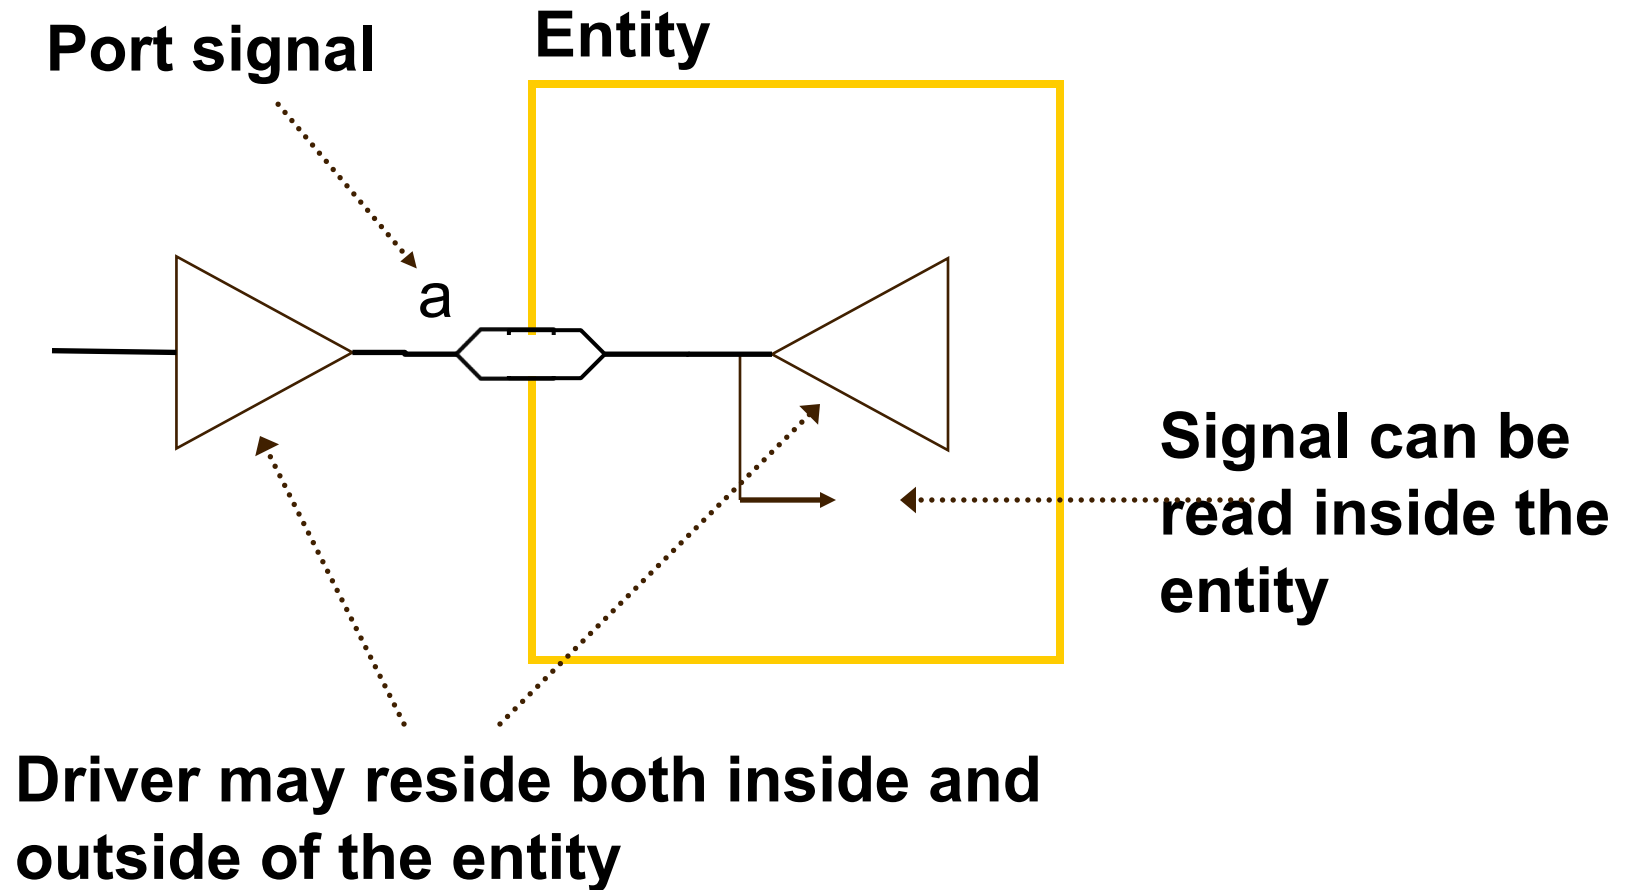 Port signal
Entity
a
Signal can be
read inside the
entity
Driver may reside both inside and
outside of the entity